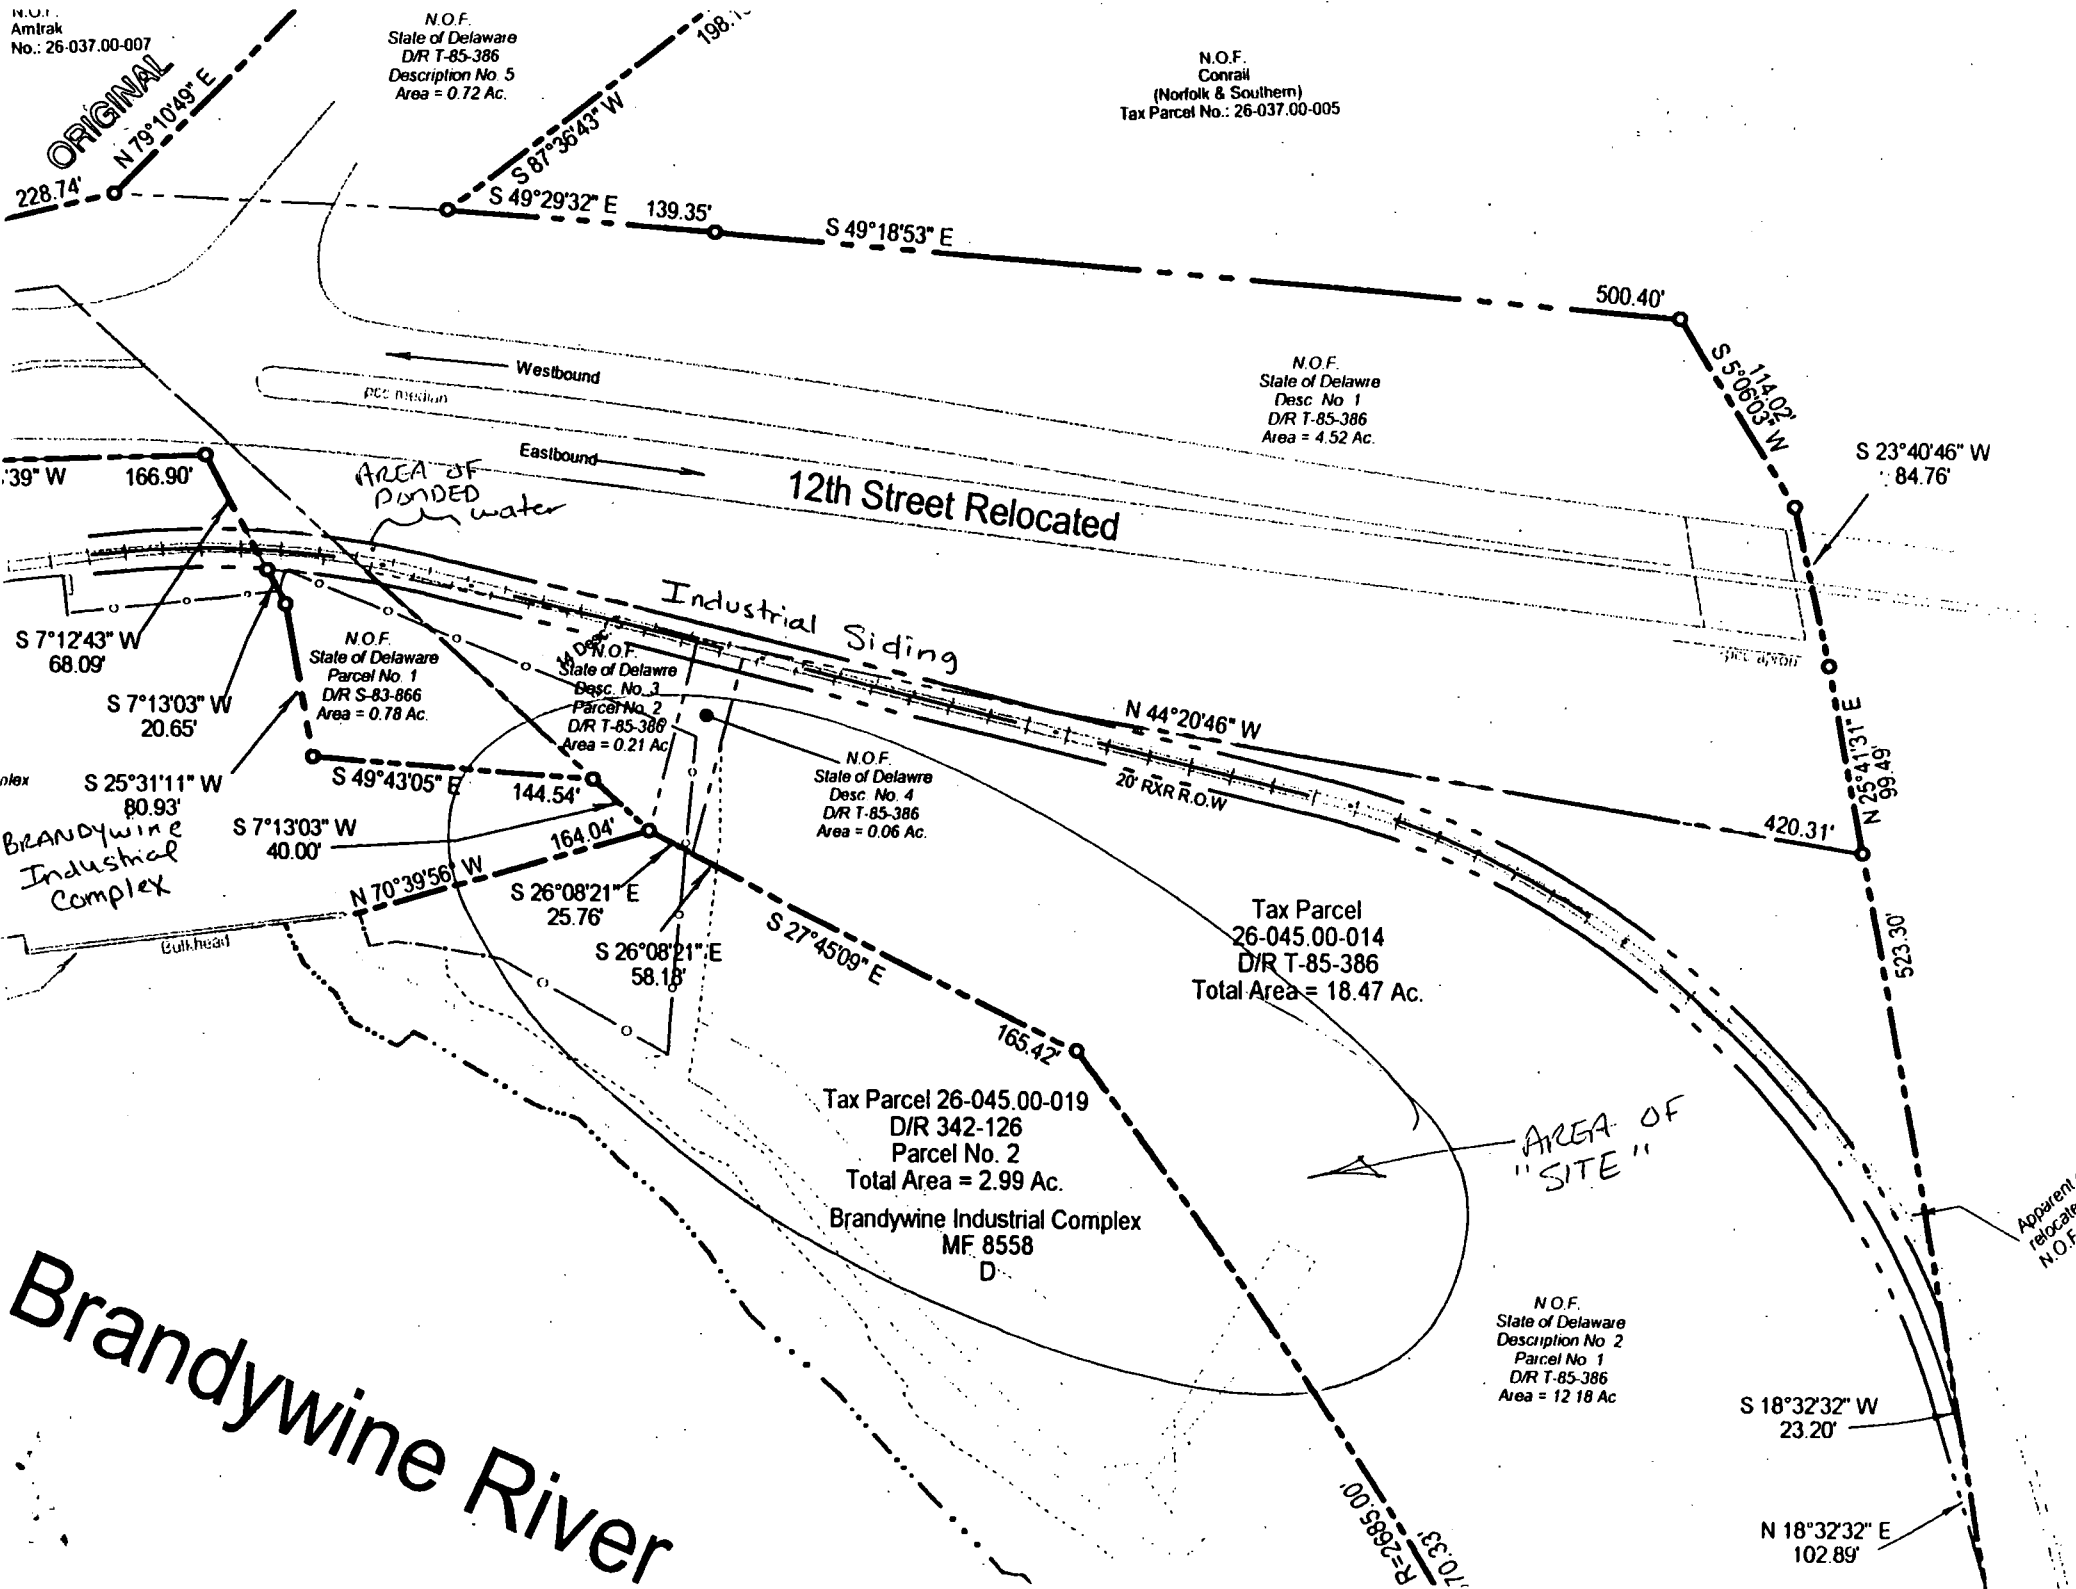 Amtrak
No.: 26-037.00-007
ORIGINAL
N 79°10'49" E
228.74'
N.O.F.
State of Delaware
D/R T-85-386
Description No. 5
Area = 0.72 Ac.
S 87°36'43" W
N.O.F.
Conrail
(Norfolk & Southern)
Tax Parcel No.: 26-037.00-005
S 49°29'32" E
139.35'
S 49°18'53" E
500.40'
S 5°06'03" W
114.02'
S 23°40'46" W
84.76'
Westbound
pcc median
Eastbound
12th Street Relocated
N.O.F.
State of Delawre
Desc No 1
D/R T-85-386
Area = 4.52 Ac.
'39" W
166.90'
AREA OF
PONDED
water
Industrial Siding
pcc apron
S 7°12'43" W
68.09'
S 7°13'03" W
20.65'
S 25°31'11" W
80.93'
N.O.F.
State of Delaware
Parcel No. 1
D/R S-83-866
Area = 0.78 Ac.
N.O.F.
State of Delawre
Desc. No. 3
Parcel No. 2
D/R T-85-386
Area = 0.21 Ac
N.O.F.
State of Delawre
Desc. No. 4
D/R T-85-386
Area = 0.06 Ac.
N 44°20'46" W
20' RXR R.O.W
420.31'
N 25°41'31" E
99.49'
S 49°43'05" E
144.54'
plex
BRANDYwine
Industrial
Complex
S 7°13'03" W
40.00'
164.04'
N 70°39'56" W
S 26°08'21" E
25.76'
S 26°08'21" E
58.18'
S 27°45'09" E
165.42'
Bulkhead
523.30'
Tax Parcel
26-045.00-014
D/R T-85-386
Total Area = 18.47 Ac.
Tax Parcel 26-045.00-019
D/R 342-126
Parcel No. 2
Total Area = 2.99 Ac.
Brandywine Industrial Complex
MF 8558
D
AREA OF
"SITE"
Apparent
relocate
N.O.F
N.O.F.
State of Delaware
Description No 2
Parcel No 1
D/R T-85-386
Area = 12 18 Ac
S 18°32'32" W
23.20'
N 18°32'32" E
102.89'
R=2685.00'
70.33'
Brandywine River